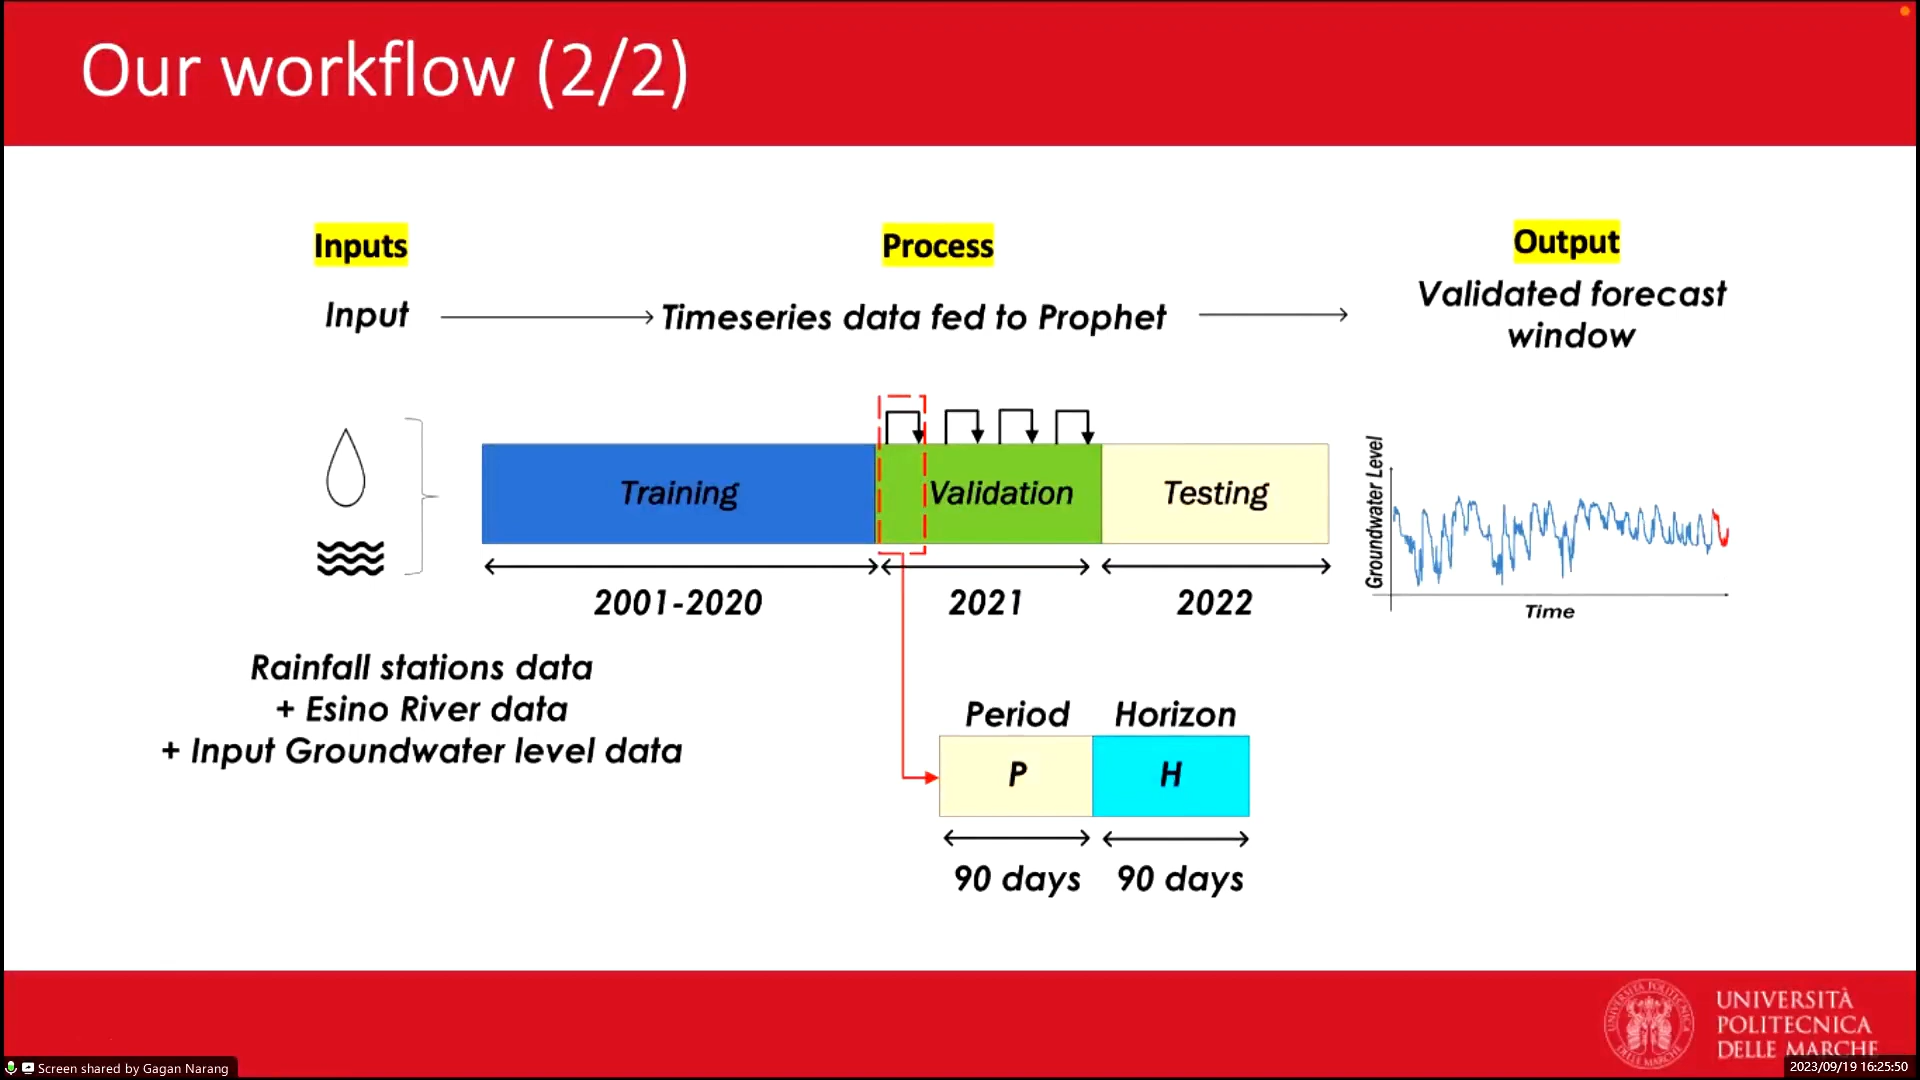 Our workflow (2/2)
Inputs
Process
Output
Input
Timeseries data fed to Prophet
Validated forecast
window
Training
Validation
Testing
2001-2020
2021
2022
Groundwater Level
Time
Rainfall stations data
+ Esino River data
+ Input Groundwater level data
Period
Horizon
P
H
90 days
90 days
UNIVERSITÀ
POLITECNICA
DELLE MARCHE
Screen shared by Gagan Narang
2023/09/19 16:25:50